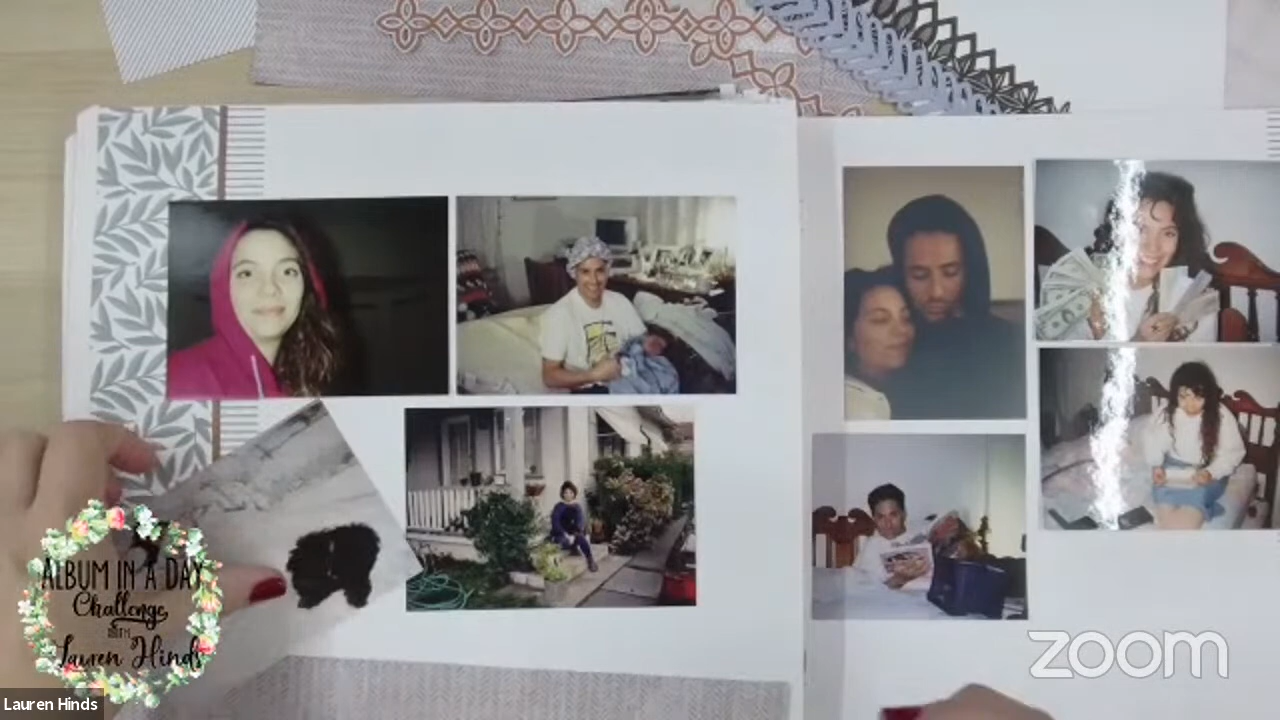 ALBUM IN A DAY
Challenge
WITH
Lauren Hinds
Lauren Hinds
zoom